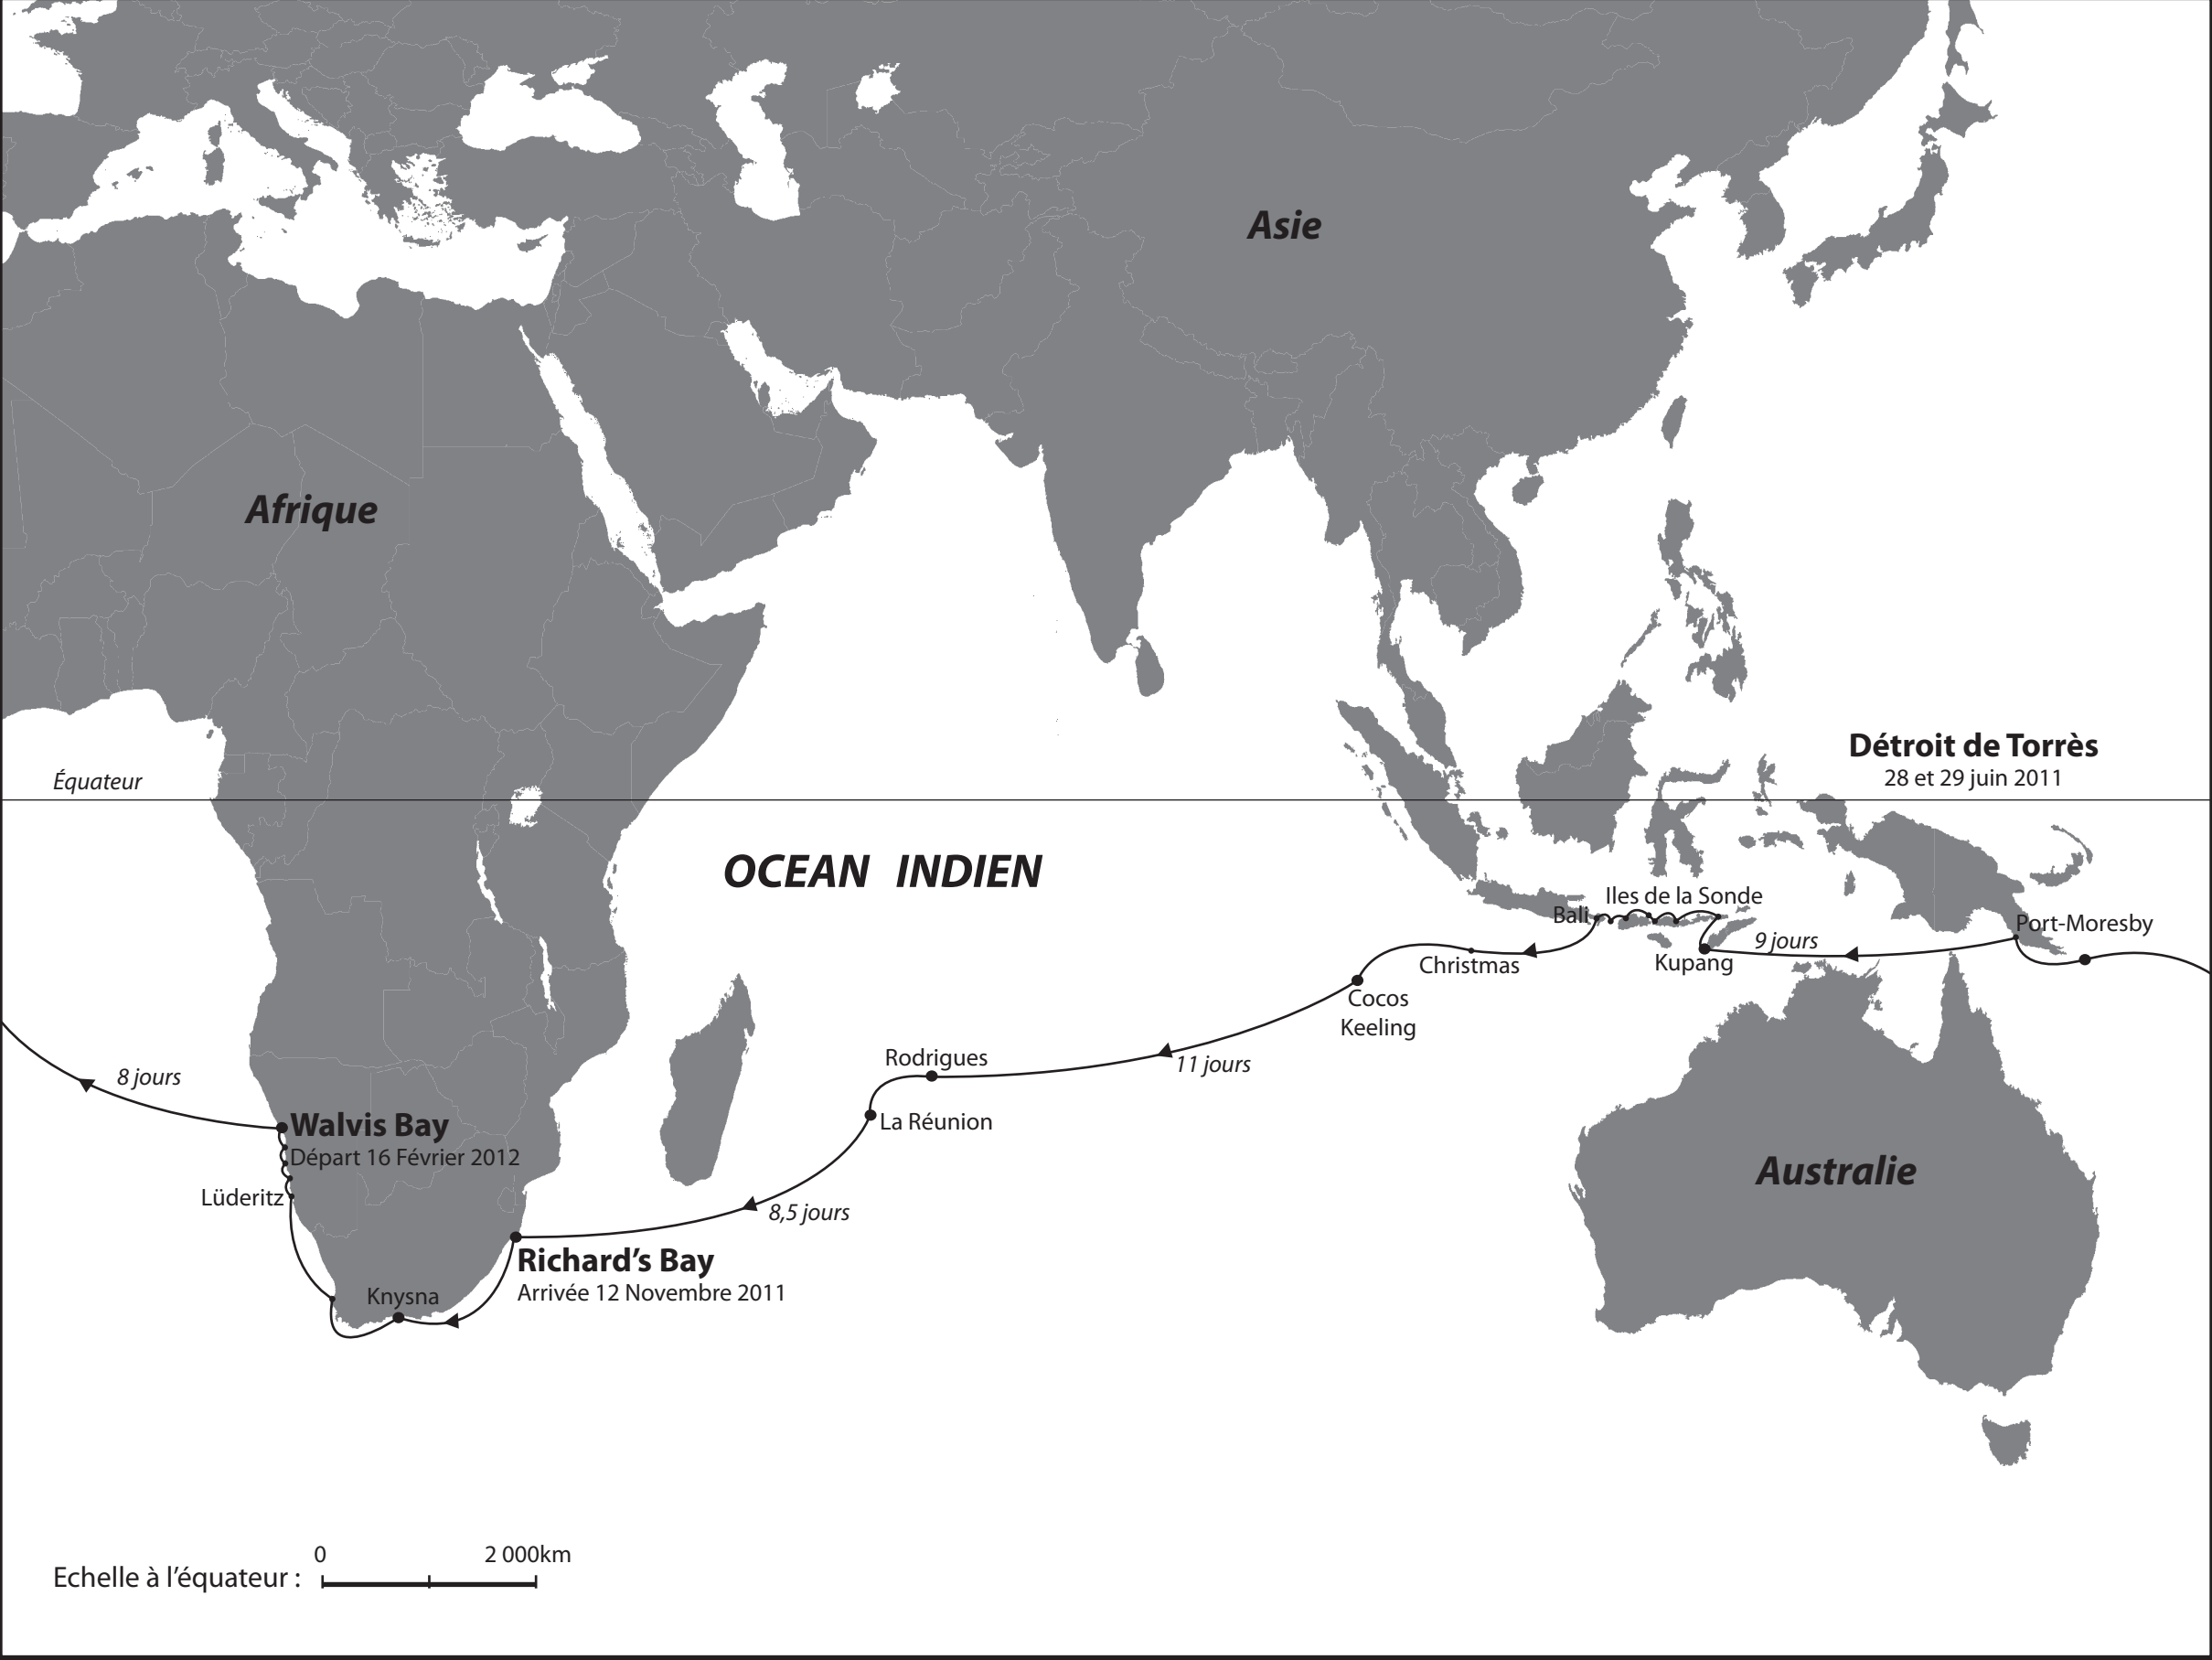 Asie
Afrique
Détroit de Torrès
28 et 29 juin 2011
Équateur
OCEAN INDIEN
Iles de la Sonde
Bali
Port-Moresby
9 jours
Kupang
Christmas
Cocos
Keeling
Rodrigues
11 jours
8 jours
La Réunion
Walvis Bay
Départ 16 Février 2012
Australie
Lüderitz
8,5 jours
Richard’s Bay
Arrivée 12 Novembre 2011
Knysna
0 2 000km
Echelle à l’équateur :